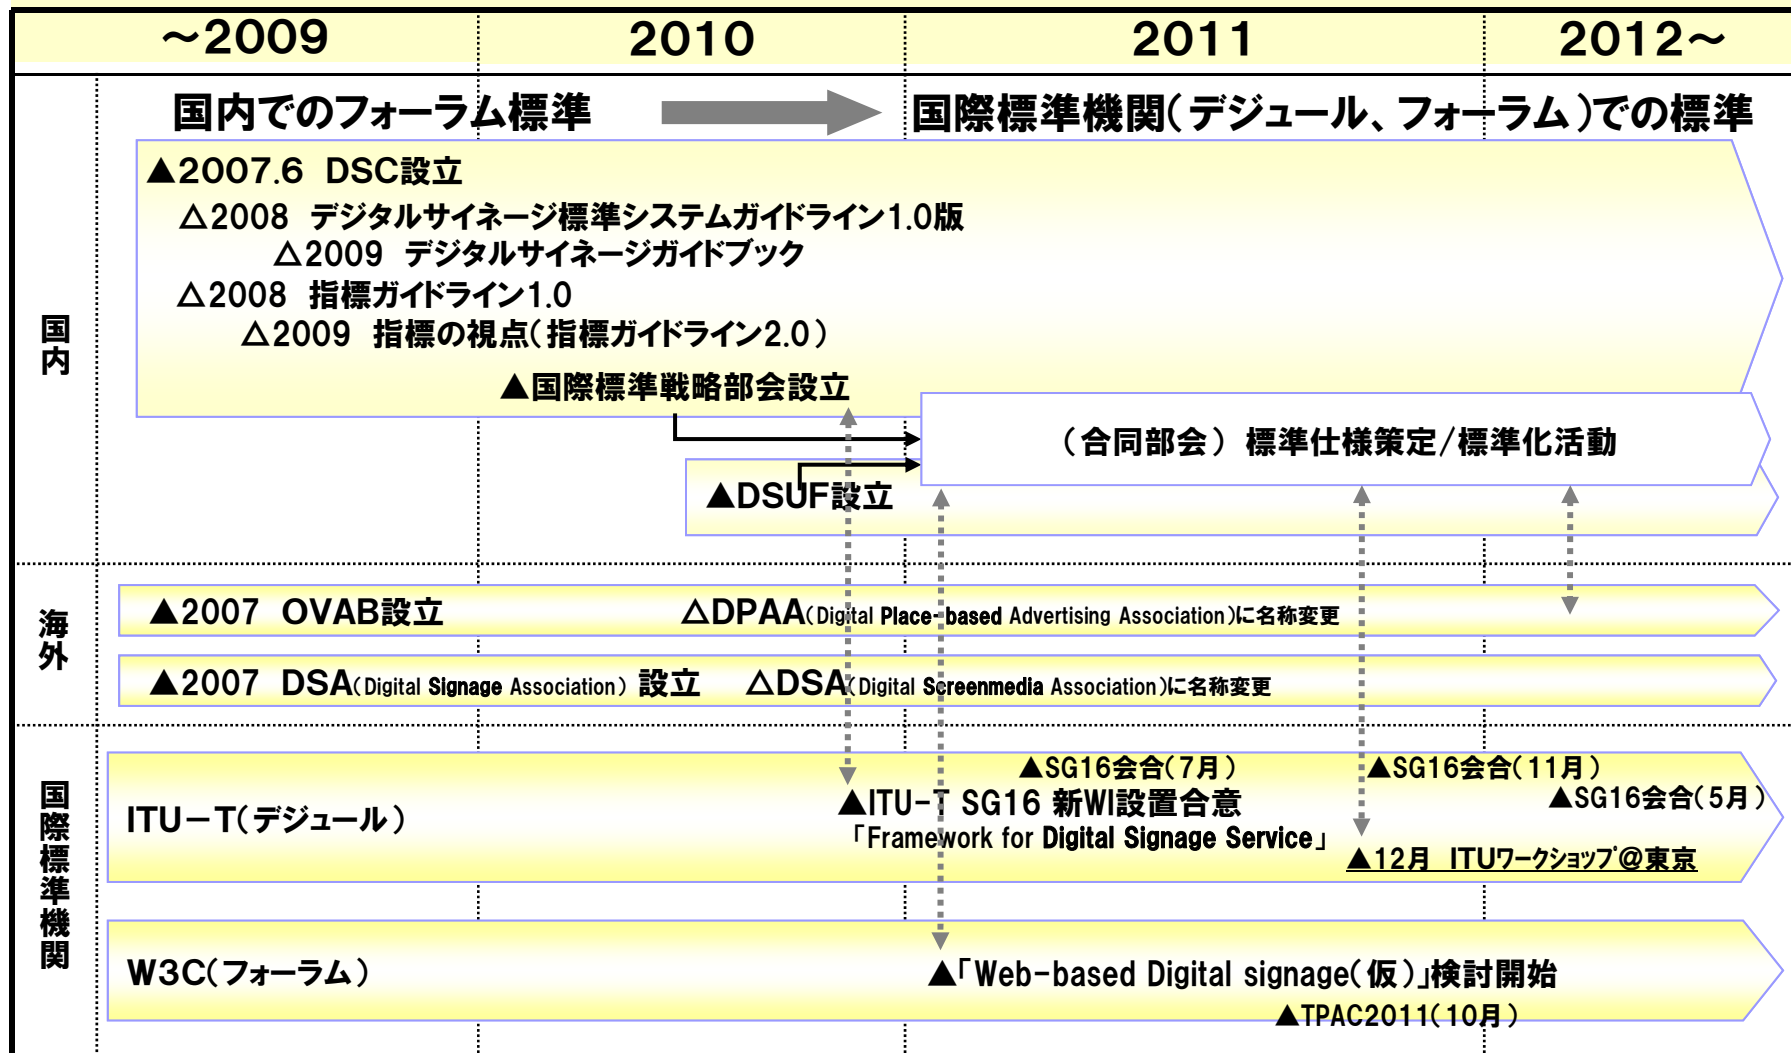 ～2009
2010
2011
2012～
国内でのフォーラム標準
国際標準機関（デジュール、フォーラム）での標準
国内
▲2007.6 DSC設立
△2008 デジタルサイネージ標準システムガイドライン1.0版
△2009 デジタルサイネージガイドブック
△2008 指標ガイドライン1.0
△2009 指標の視点（指標ガイドライン2.0）
▲国際標準戦略部会設立
（合同部会）標準仕様策定/標準化活動
▲DSUF設立
海外
▲2007 OVAB設立
△DPAA（Digital Place-based Advertising Association）に名称変更
▲2007 DSA（Digital Signage Association）設立
△DSA（Digital Screenmedia Association）に名称変更
国際標準機関
ITU－T（デジュール）
▲SG16会合（7月）
▲SG16会合（11月）
▲SG16会合（5月）
▲ITU-T SG16 新WI設置合意
「Framework for Digital Signage Service」
▲12月 ITUワークショップ@東京
W3C（フォーラム）
▲「Web-based Digital signage（仮）」検討開始
▲TPAC2011（10月）